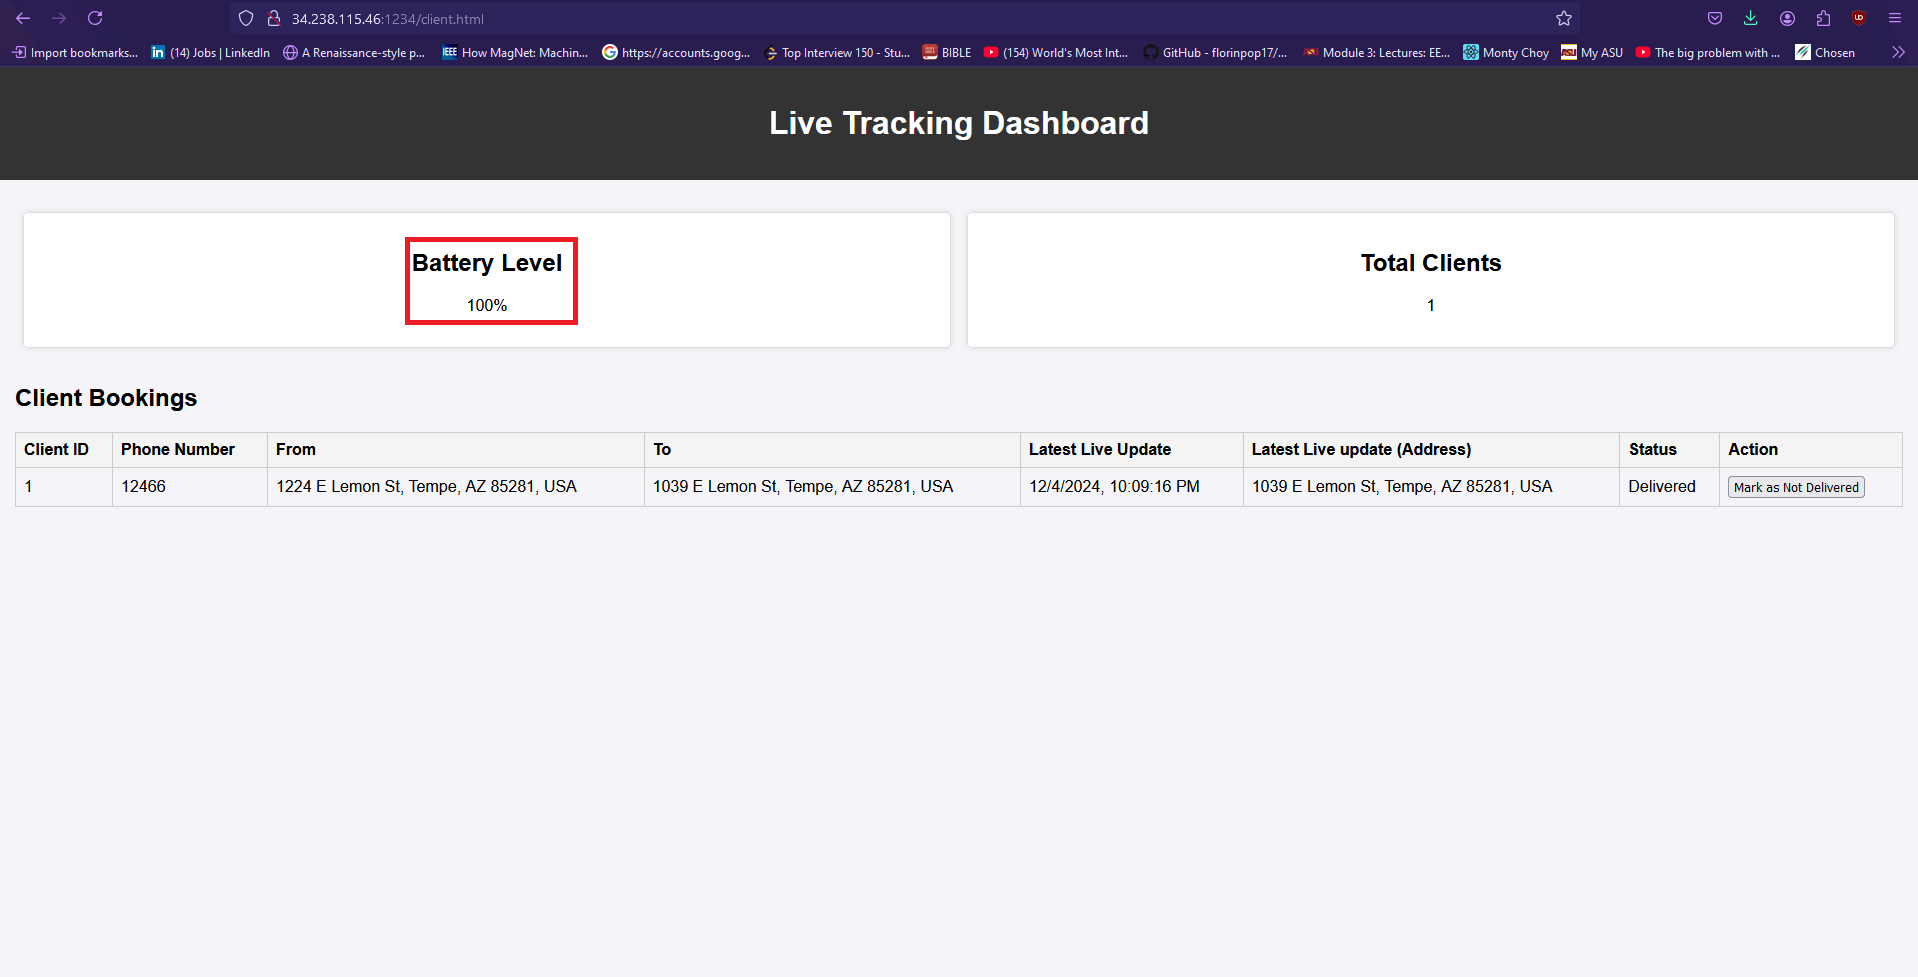 34.238.115.46:1234/client.html
Import bookmarks... (14) Jobs | LinkedIn A Renaissance-style p... IEEE How MagNet: Machin... https://accounts.goog... Top Interview 150 - Stu... BIBLE (154) World's Most Int... GitHub - florinpop17/... Module 3: Lectures: EE... Monty Choy My ASU The big problem with ... Chosen
Live Tracking Dashboard
Battery Level
100%
Total Clients
1
Client Bookings
Client ID Phone Number From To Latest Live Update Latest Live update (Address) Status Action
1 12466 1224 E Lemon St, Tempe, AZ 85281, USA 1039 E Lemon St, Tempe, AZ 85281, USA 12/4/2024, 10:09:16 PM 1039 E Lemon St, Tempe, AZ 85281, USA Delivered Mark as Not Delivered